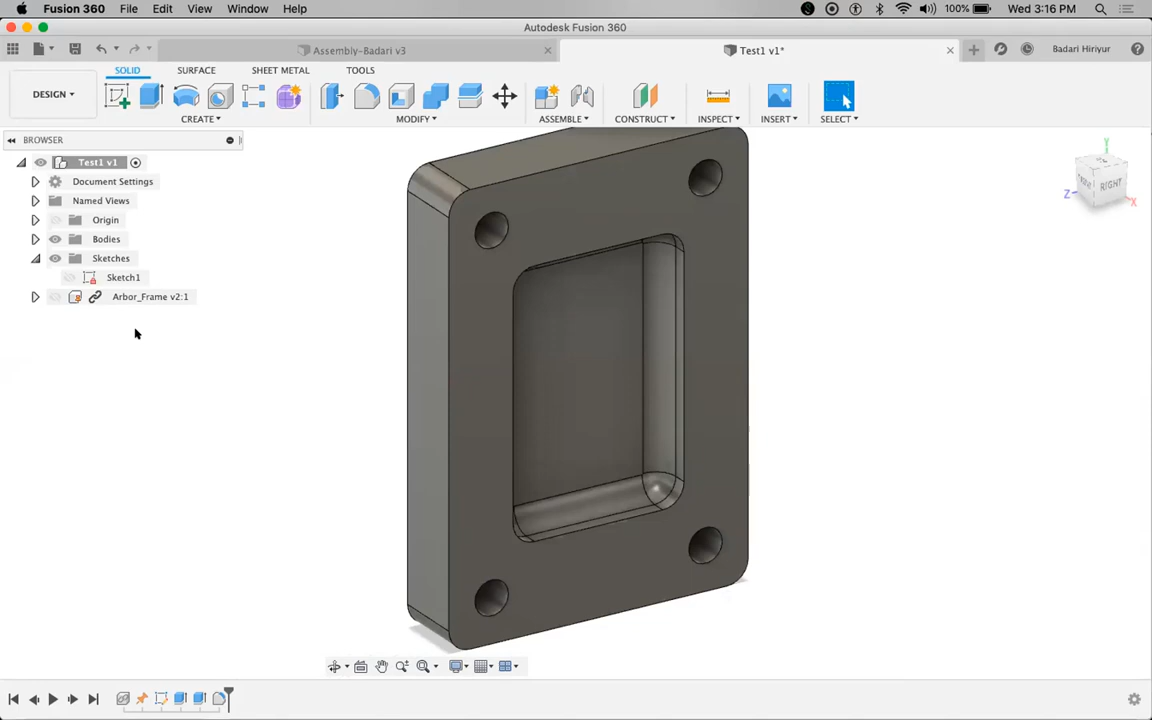 Fusion 360 File Edit View Window Help 100% Wed 3:16 PM
Autodesk Fusion 360
Assembly-Badari v3 Test1 v1* Badari Hiriyur
SOLID SURFACE SHEET METAL TOOLS
DESIGN
CREATE MODIFY ASSEMBLE CONSTRUCT INSPECT INSERT SELECT
BROWSER
Test1 v1
Document Settings
Named Views
Origin
Bodies
Sketches
Sketch1
Arbor_Frame v2:1
Y
RIGHT
Z
X